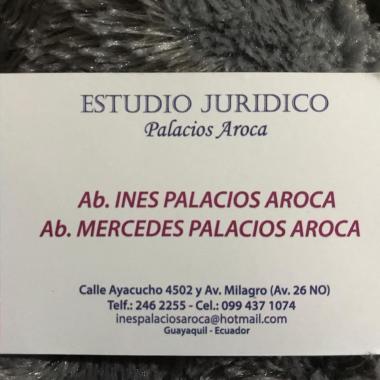 ESTUDIO JURIDICO
Palacios Aroca
Ab. INES PALACIOS AROCA
Ab. MERCEDES PALACIOS AROCA
Calle Ayacucho 4502 y Av. Milagro (Av. 26 NO)
Telf.: 246 2255 - Cel.: 099 437 1074
inespalaciosaroca@hotmail.com
Guayaquil - Ecuador